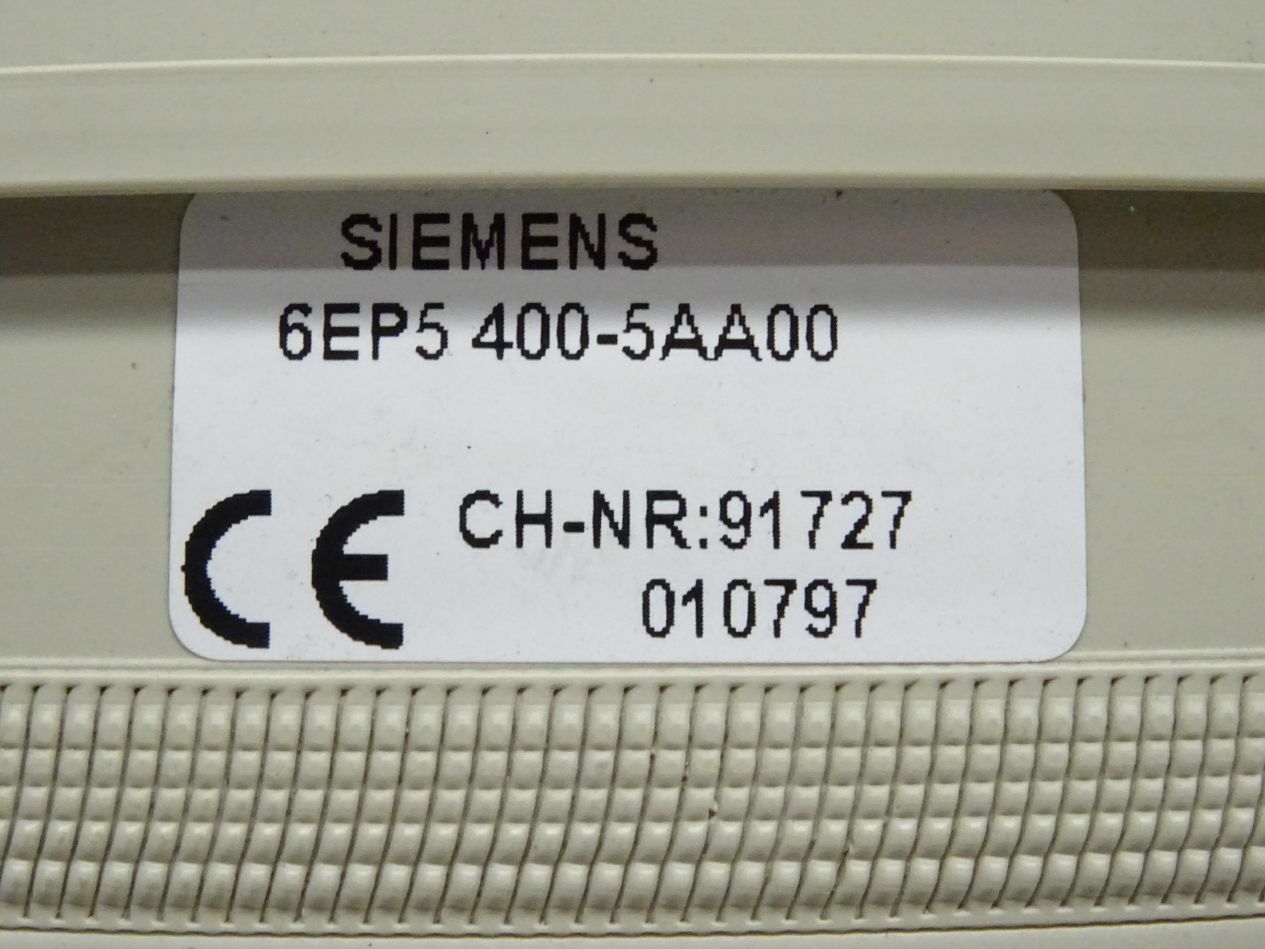 SIEMENS
6EP5 400-5AA00
CE CH-NR:91727
010797